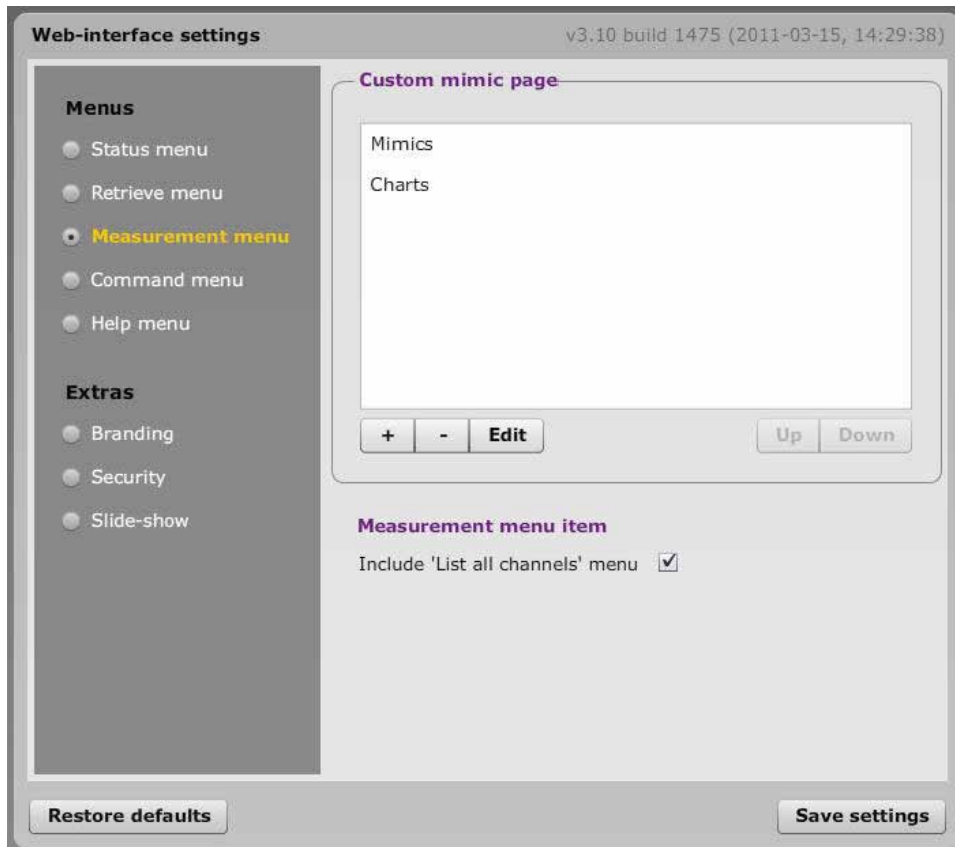 Web-interface settings
v3.10 build 1475 (2011-03-15, 14:29:38)
Menus
Status menu
Retrieve menu
Measurement menu
Command menu
Help menu
Extras
Branding
Security
Slide-show
Custom mimic page
Mimics
Charts
+ - Edit Up Down
Measurement menu item
Include 'List all channels' menu
Restore defaults
Save settings